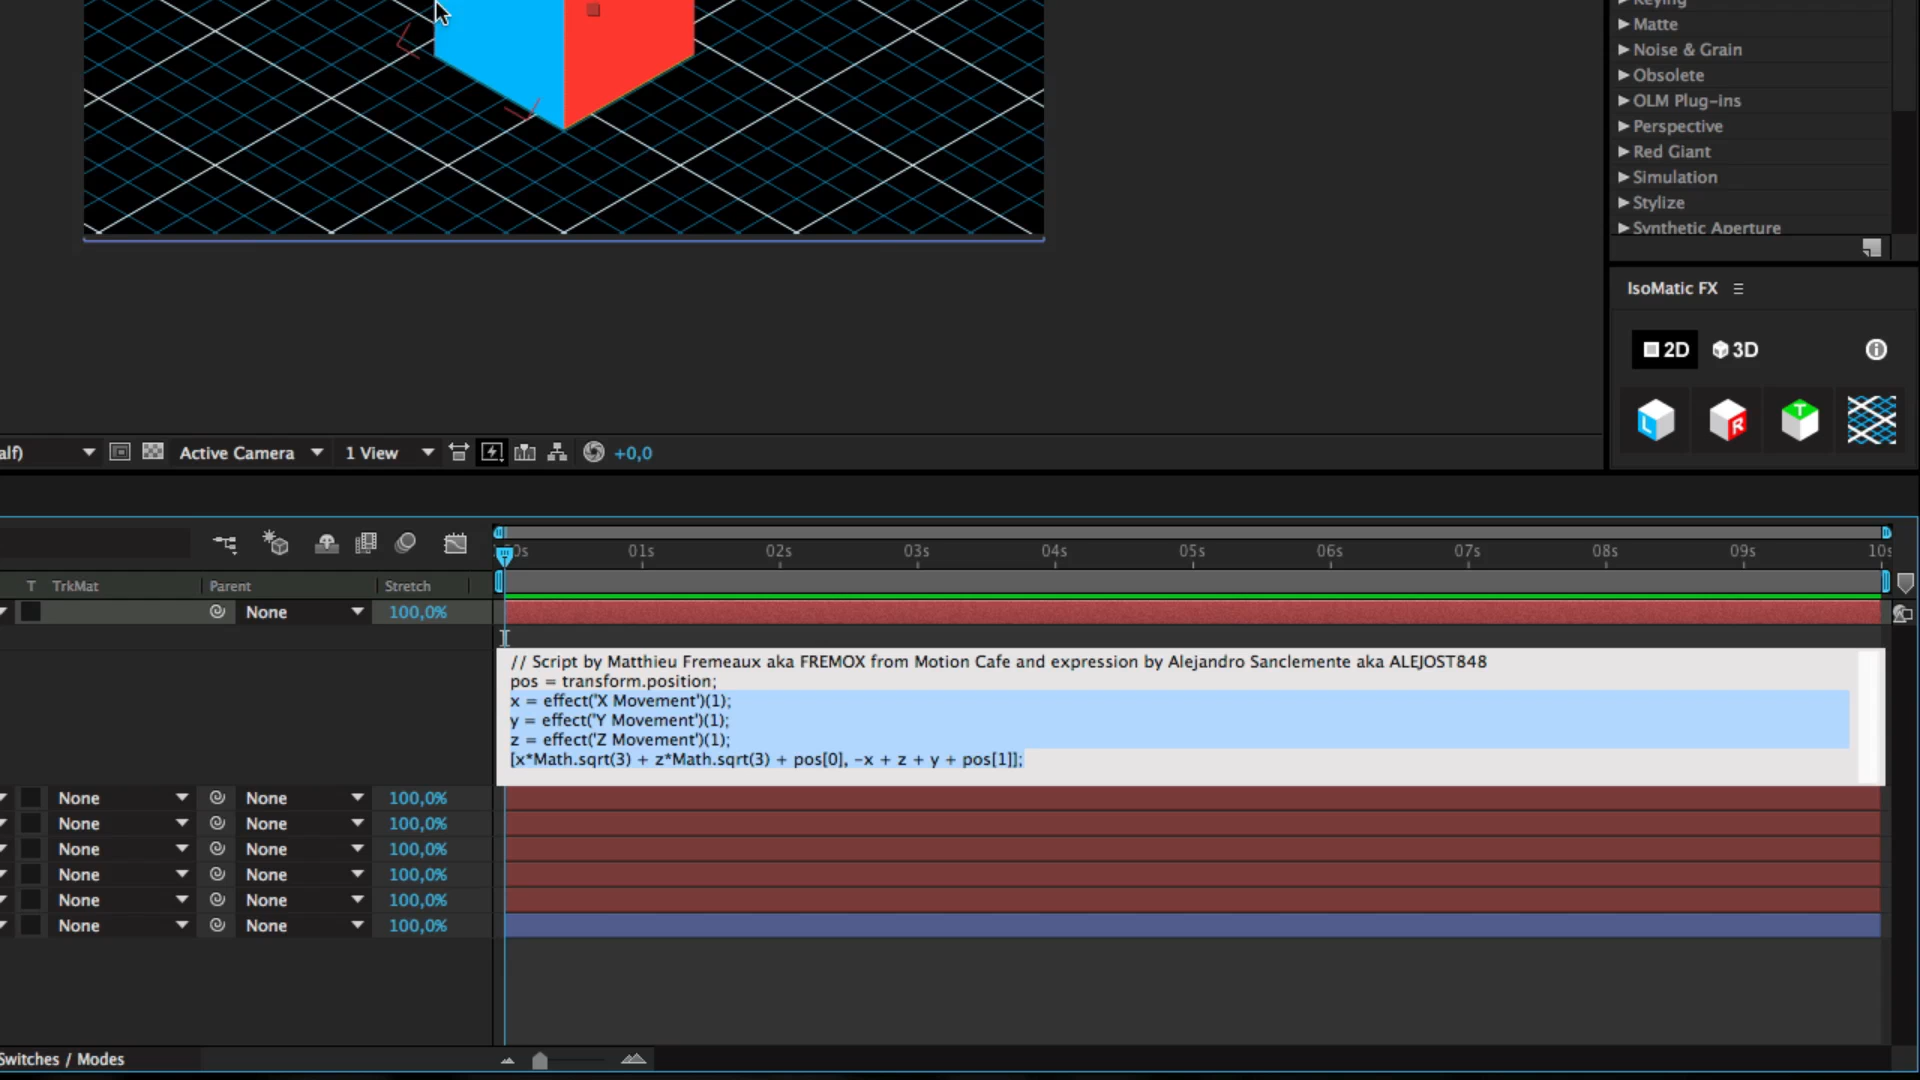 Keying
Matte
Noise & Grain
Obsolete
OLM Plug-ins
Perspective
Red Giant
Simulation
Stylize
Synthetic Aperture
IsoMatic FX
2D 3D
L R T
alf) Active Camera 1 View +0,0
01s 02s 03s 04s 05s 06s 07s 08s 09s 10s
T TrkMat Parent Stretch
None 100,0%
// Script by Matthieu Fremeaux aka FREMOX from Motion Cafe and expression by Alejandro Sanclemente aka ALEJOST848
pos = transform.position;
x = effect('X Movement')(1);
y = effect('Y Movement')(1);
z = effect('Z Movement')(1);
[x*Math.sqrt(3) + z*Math.sqrt(3) + pos[0], -x + z + y + pos[1]];
None None 100,0%
None None 100,0%
None None 100,0%
None None 100,0%
None None 100,0%
None None 100,0%
Switches / Modes